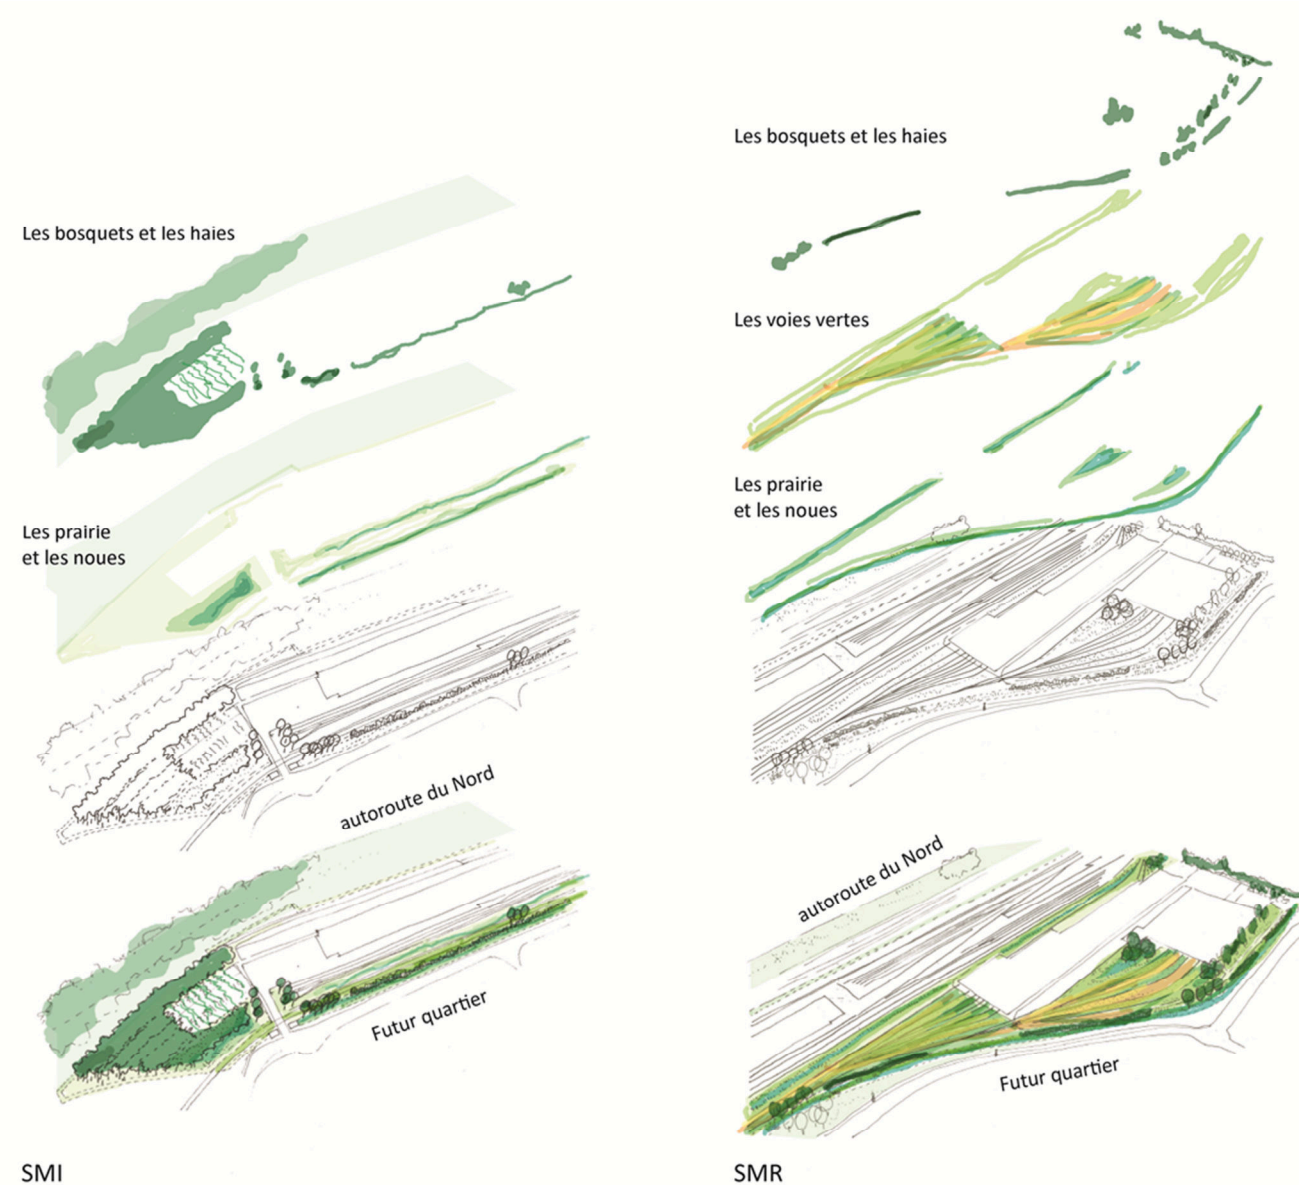 Les bosquets et les haies
Les prairie
et les noues
autoroute du Nord
Futur quartier
SMI
Les bosquets et les haies
Les voies vertes
Les prairie
et les noues
autoroute du Nord
Futur quartier
SMR